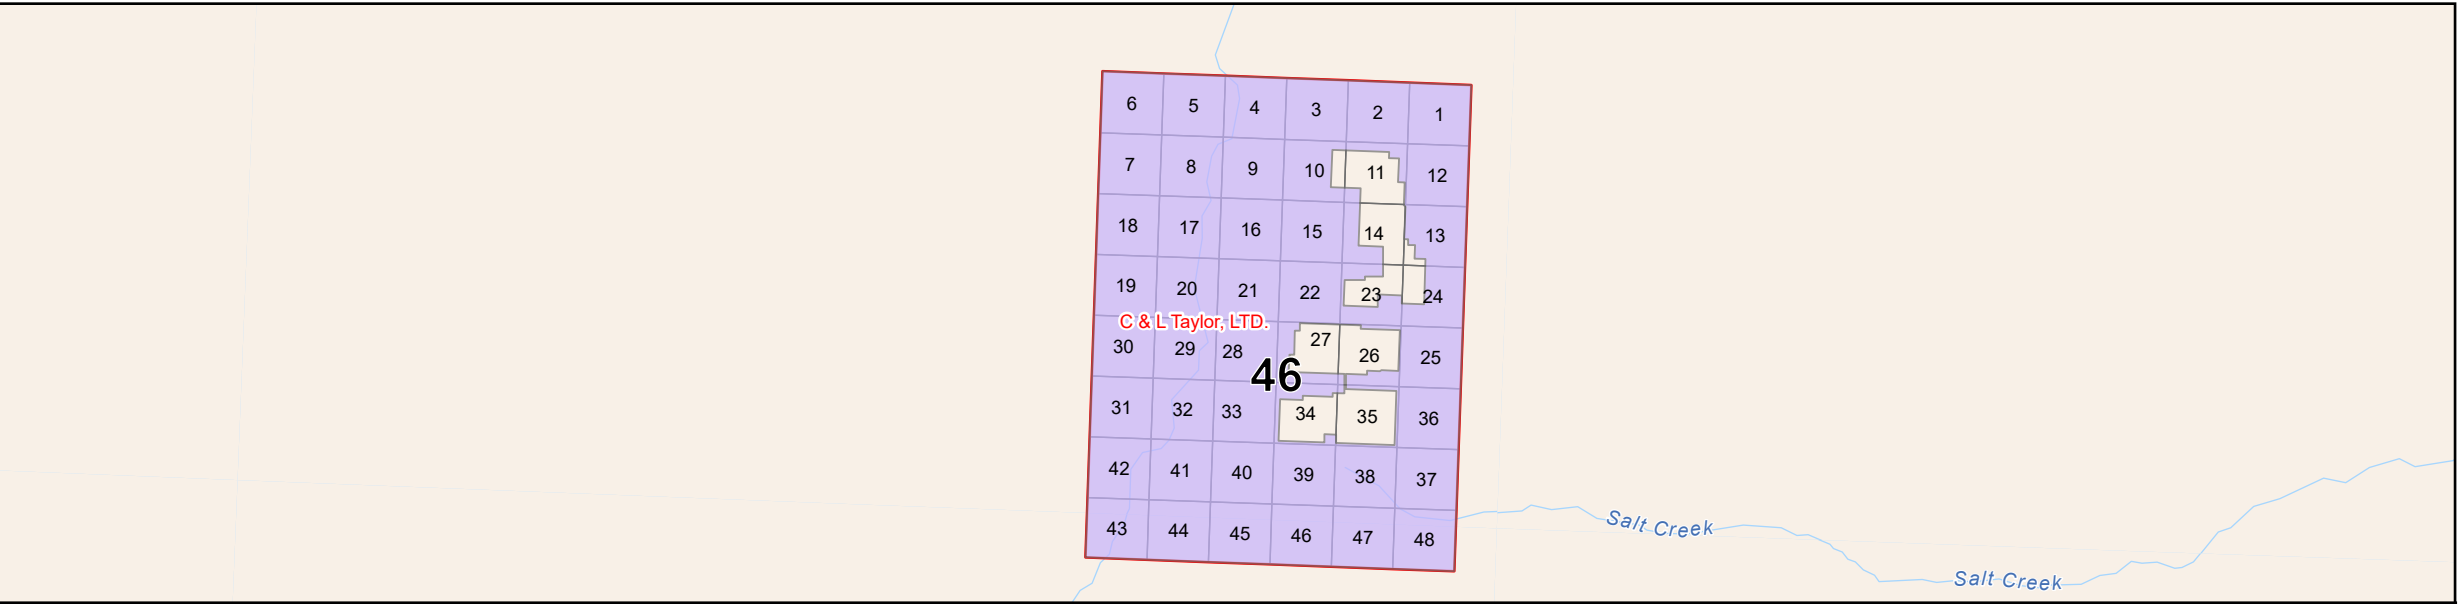 6 5 4 3 2 1
7 8 9 10 11 12
18 17 16 15 14 13
19 20 21 22 23 24
C & L Taylor, LTD.
30 29 28 27 26 25
46
31 32 33 34 35 36
42 41 40 39 38 37
43 44 45 46 47 48
Salt Creek
Salt Creek